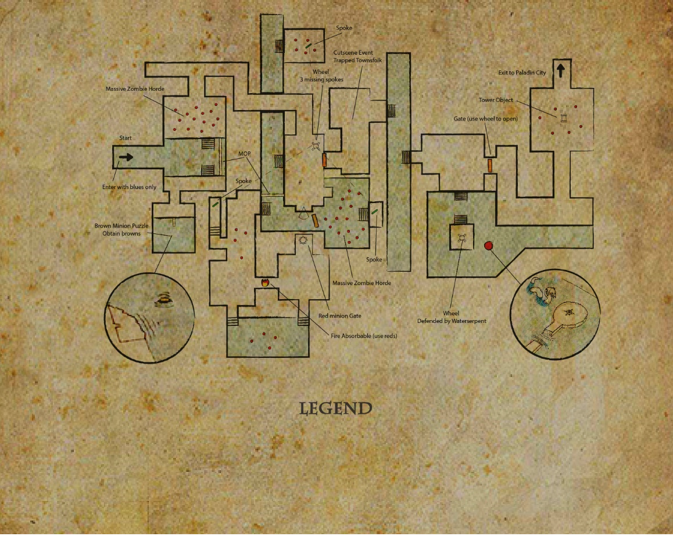 Spoke
Cutscene Event
Trapped Townsfolk
Wheel
3 missing spokes
Exit to Paladin City
Massive Zombie Horde
Tower Object
Gate (use wheel to open)
Start
MOP
Enter with blues only
Spoke
Brown Minion Puzzle
Obtain browns
Spoke
Massive Zombie Horde
Red minion Gate
Wheel
Defended by Waterserpent
Fire Absorbable (use reds)
LEGEND